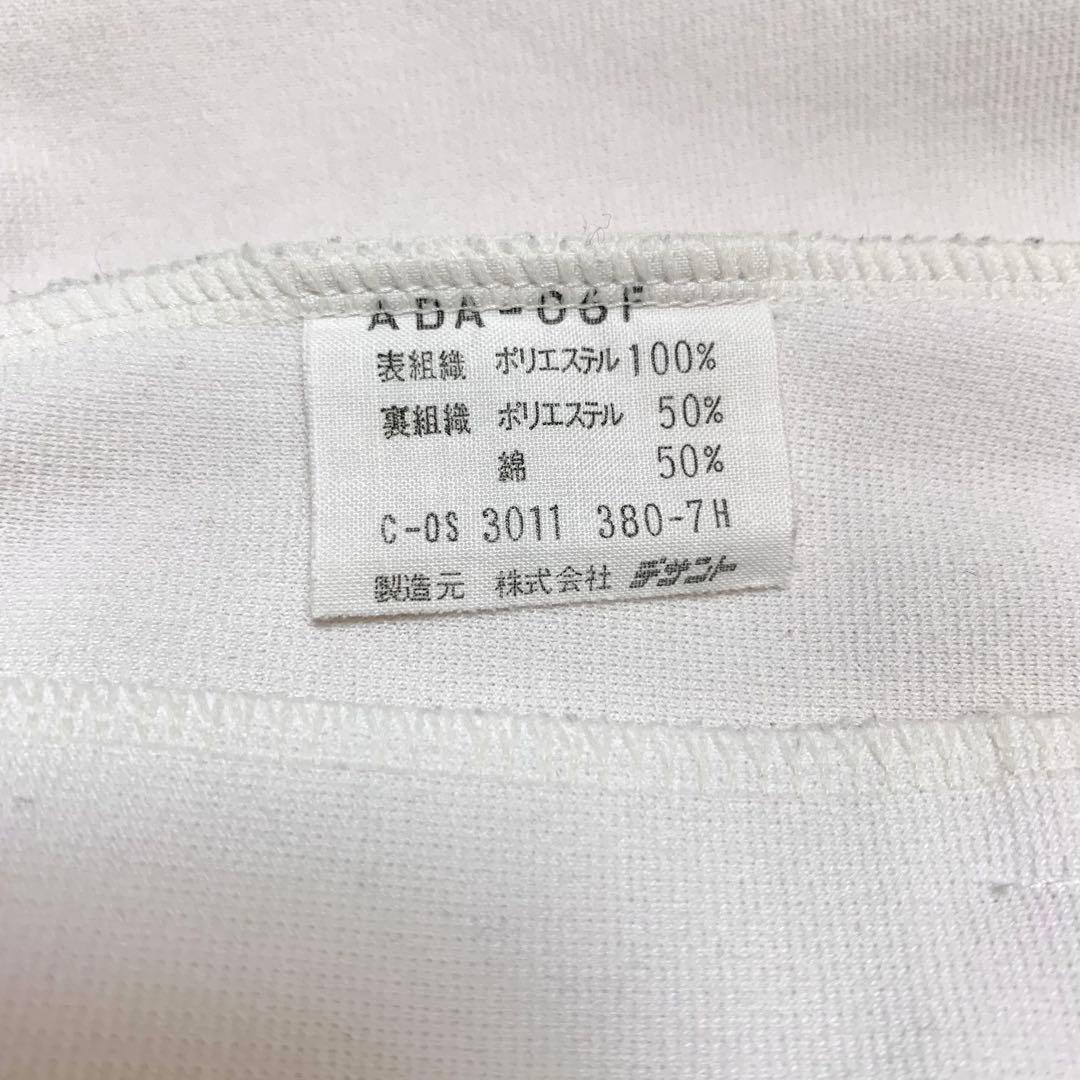 ADA-06F
表組織 ポリエステル 100%
裏組織 ポリエステル 50%
綿 50%
C-0S 3011 380-7H
製造元 株式会社 デサント